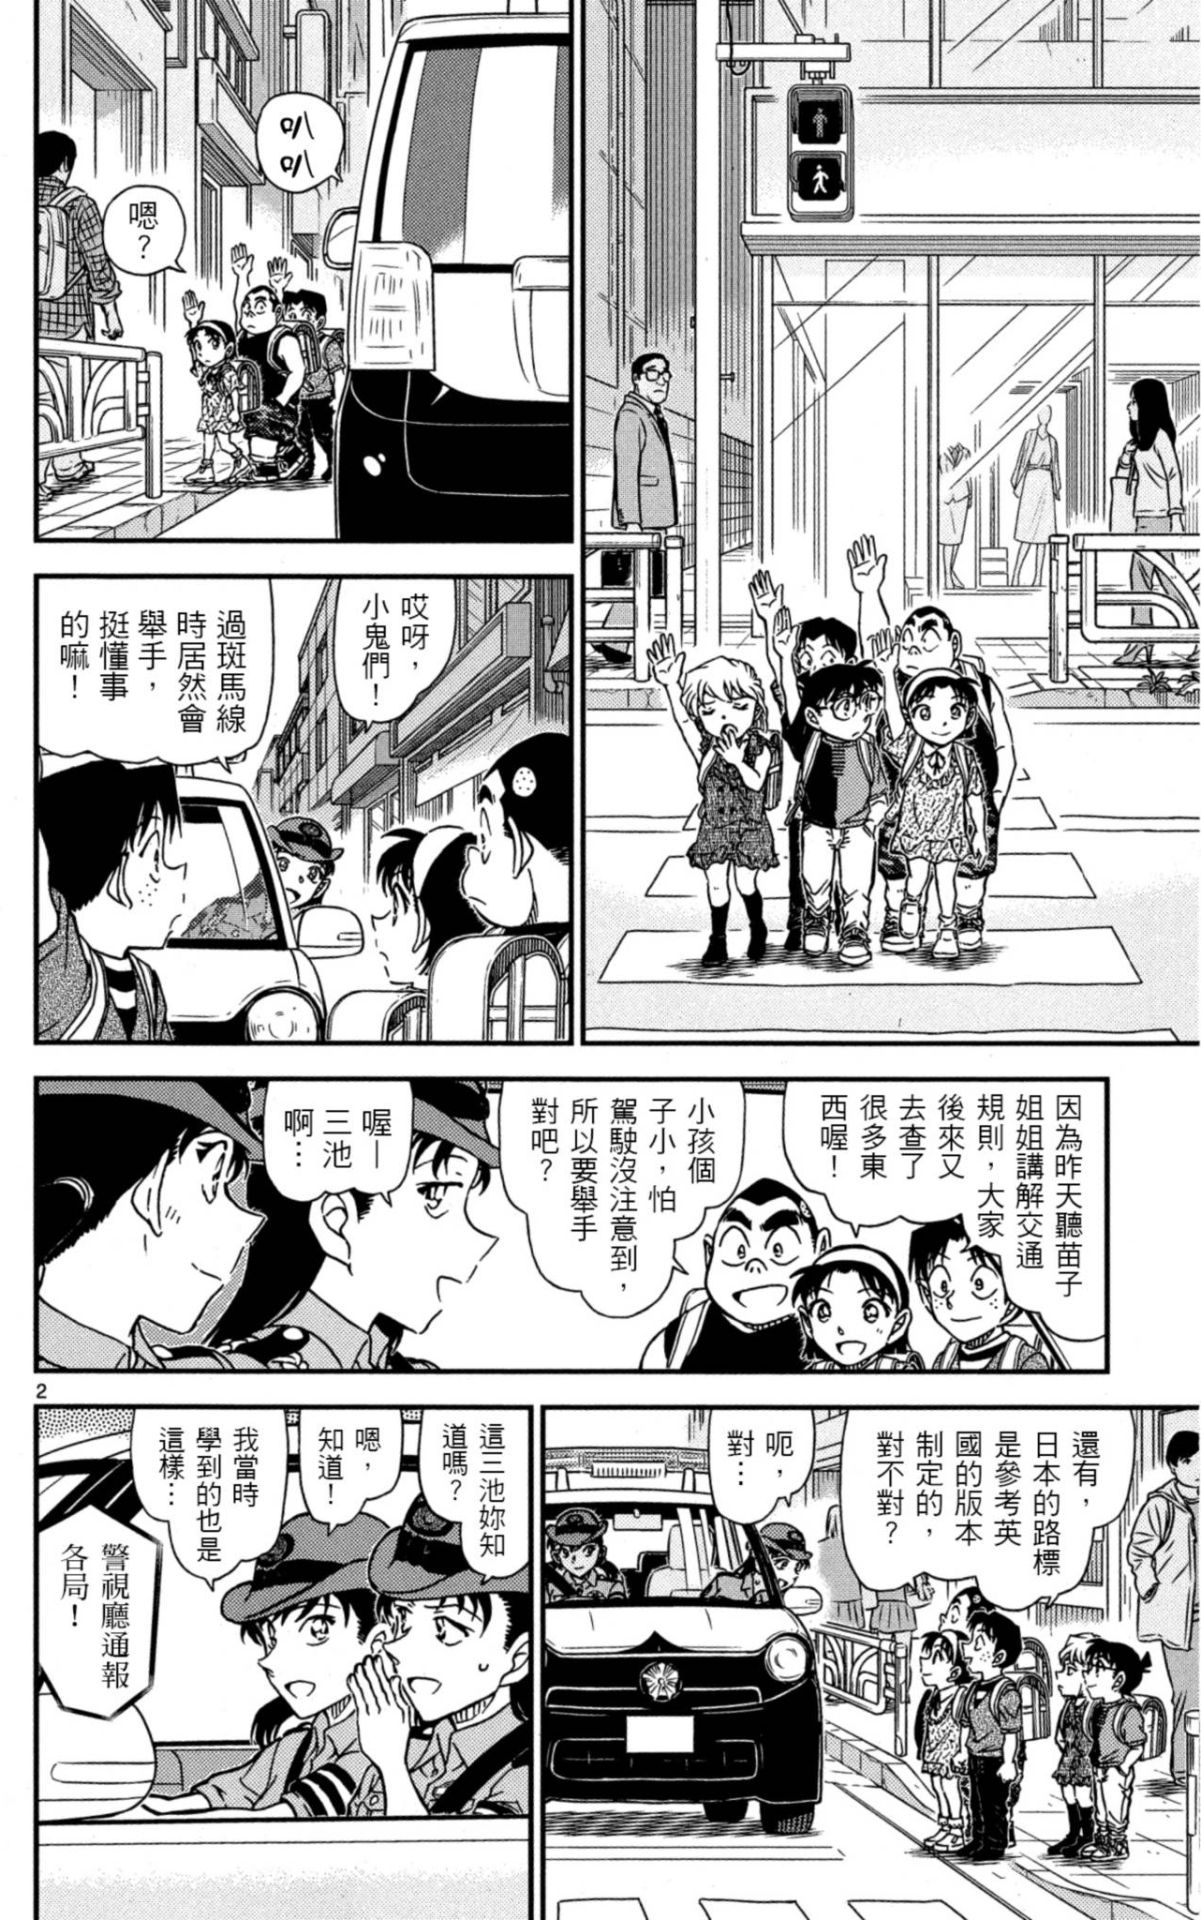 叭
叭
嗯？
哎呀，
小鬼們！
過斑馬線
時居然會
舉手，
挺懂事
的嘛！
因為昨天聽苗子
姐姐講解交通
規則，大家
後來又
去查了
很多東
西喔！
小孩個
子小，怕
駕駛沒注意到，
所以要舉手
對吧？
喔—
三池
啊…
2
還有，
日本的路標
是參考英
國的版本
制定的，
對不對？
呃，
對…
這三池妳知
道嗎？
嗯，
知道！
我當時
學到的也是
這樣…
警視廳通報
各局！